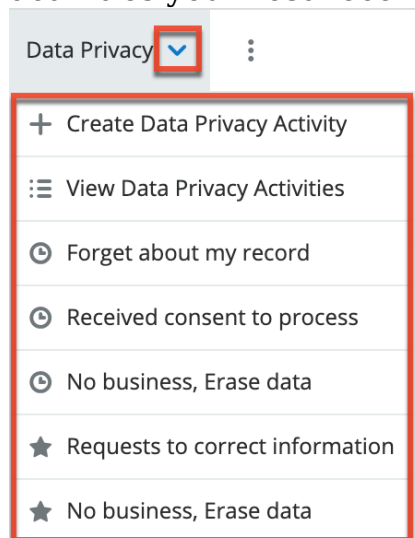 Data Privacy
Create Data Privacy Activity
View Data Privacy Activities
Forget about my record
Received consent to process
No business, Erase data
Requests to correct information
No business, Erase data